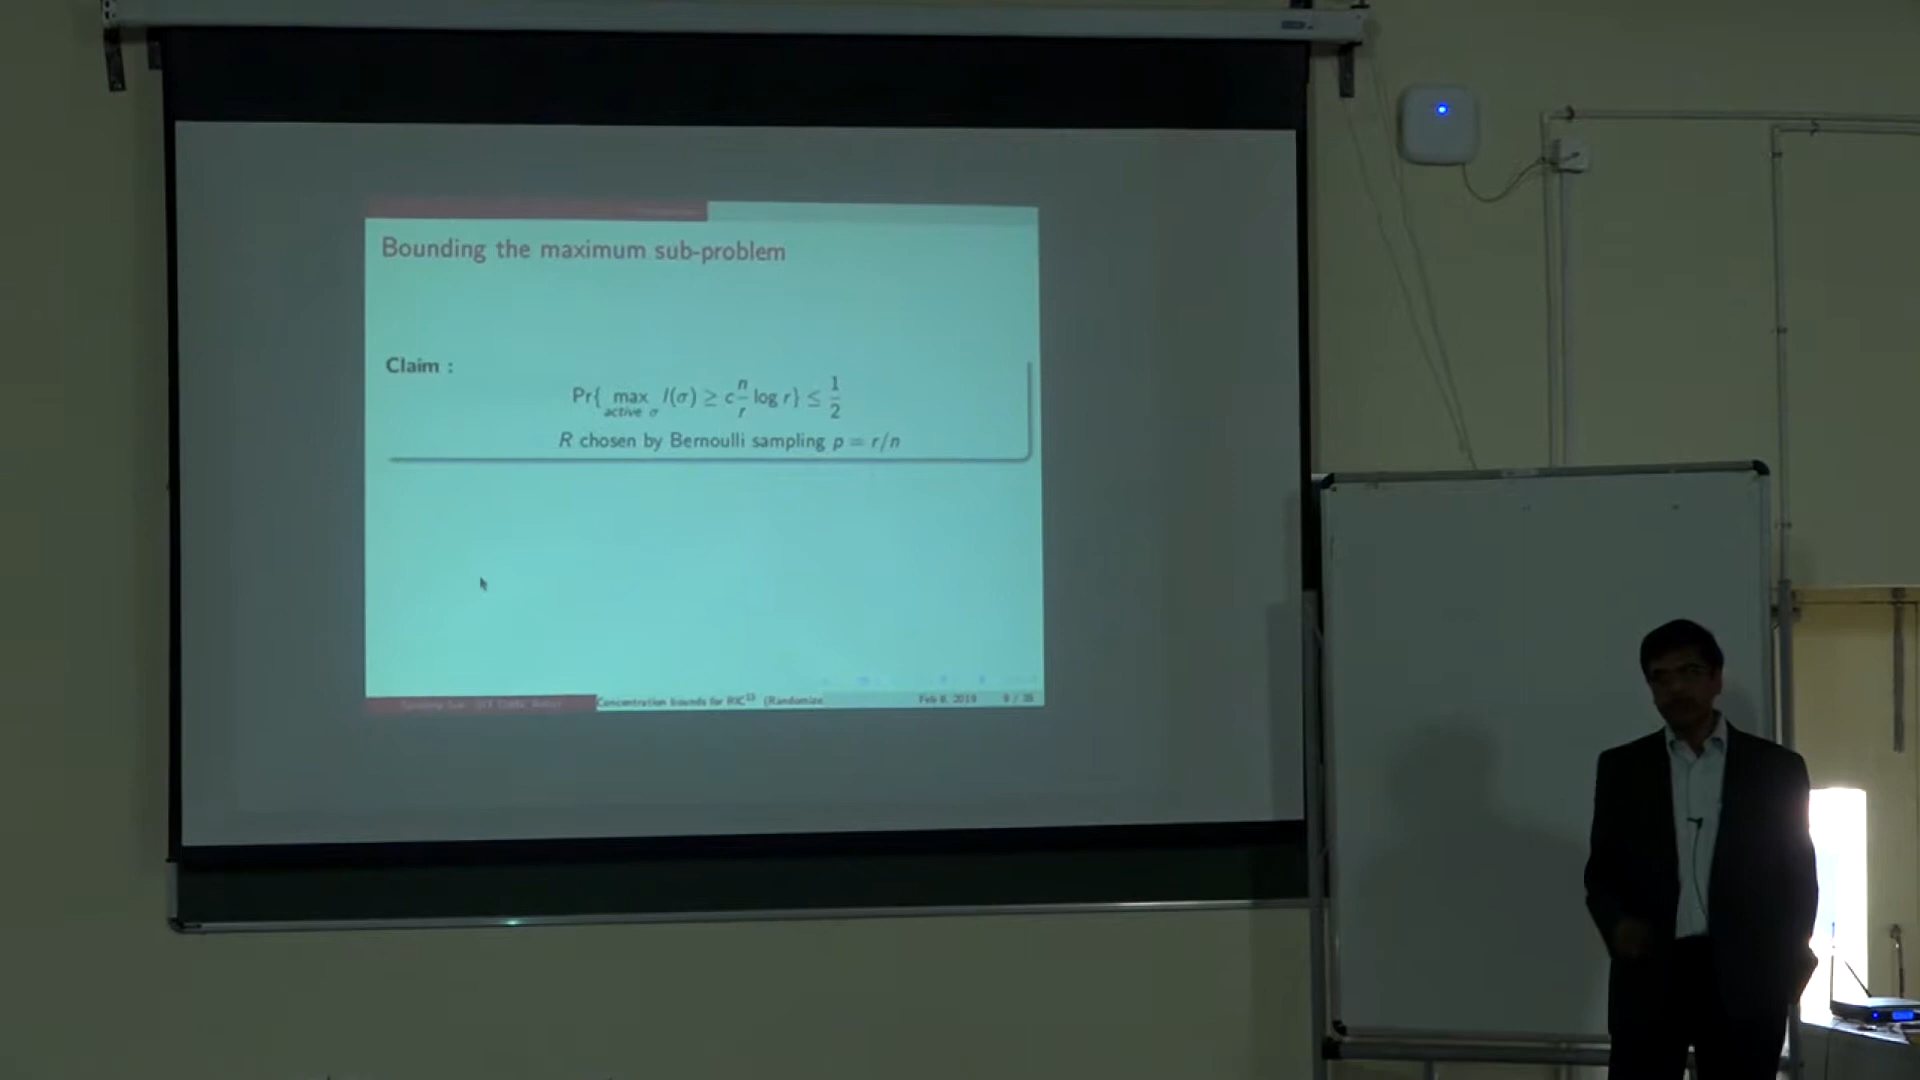 Bounding the maximum sub-problem
Claim :
Pr{ max l(σ) ≥ c n/r log r} ≤ 1/2
active σ
R chosen by Bernoulli sampling p = r/n
Concentration bounds for RIC (Randomize
Feb 8, 2019